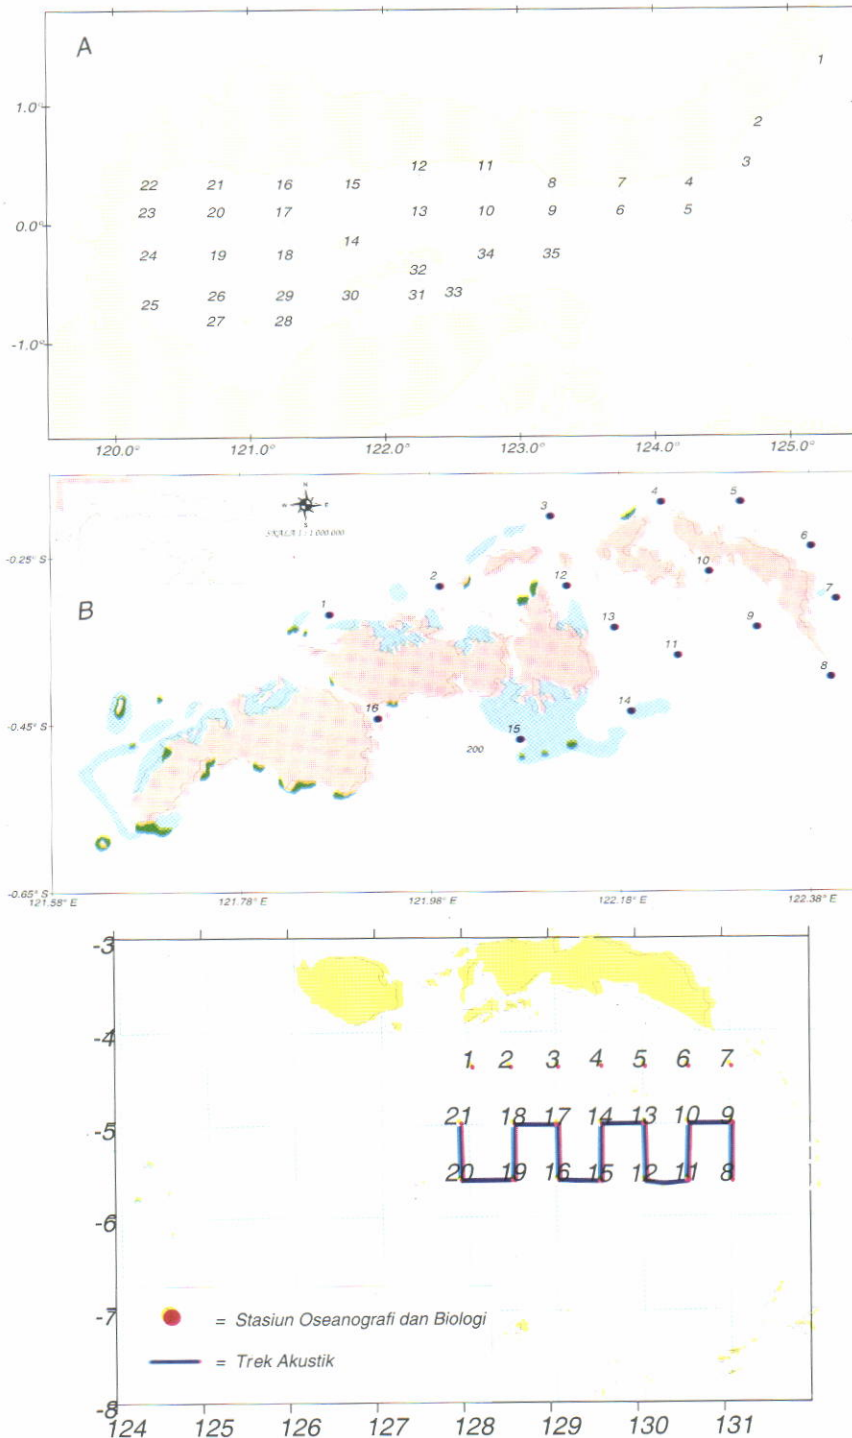 A
1
1.0°
2
12 11 3
22 21 16 15 8 7 4
23 20 17 13 10 9 6 5
0.0°
14
24 19 18 34 35
32
26 29 30 31 33
25
27 28
-1.0°
120.0° 121.0° 122.0° 123.0° 124.0° 125.0°
N
W E
S
SKALA 1 : 1.000.000
4 5
3
6
-0.25° S
10
2 12
7
1
B
13 9
11
8
14
16
-0.45° S
15
200
-0.65° S
121.58° E 121.78° E 121.98° E 122.18° E 122.38° E
-3
-4
1 2 3 4 5 6 7
21 18 17 14 13 10 9
-5
20 19 16 15 12 11 8
-6
-7
= Stasiun Oseanografi dan Biologi
= Trek Akustik
-8
124 125 126 127 128 129 130 131